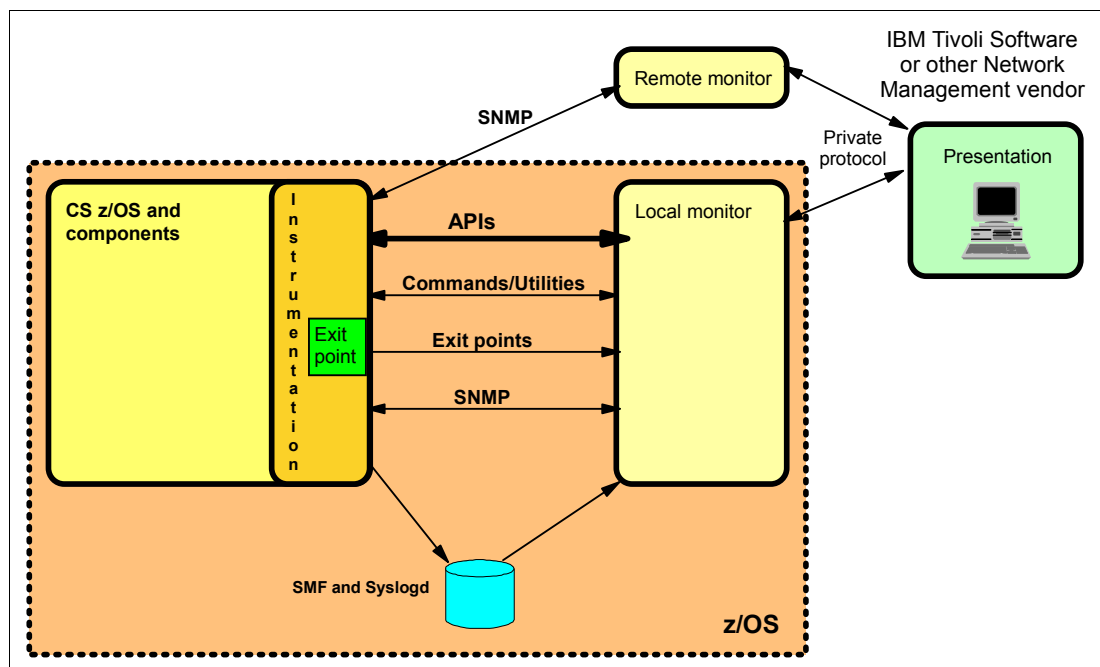 IBM Tivoli Software
or other Network
Management vendor
Remote monitor
SNMP
Private
protocol
Presentation
CS z/OS and
components
Instrumentation
Local monitor
APIs
Commands/Utilities
Exit
point
Exit points
SNMP
SMF and Syslogd
z/OS